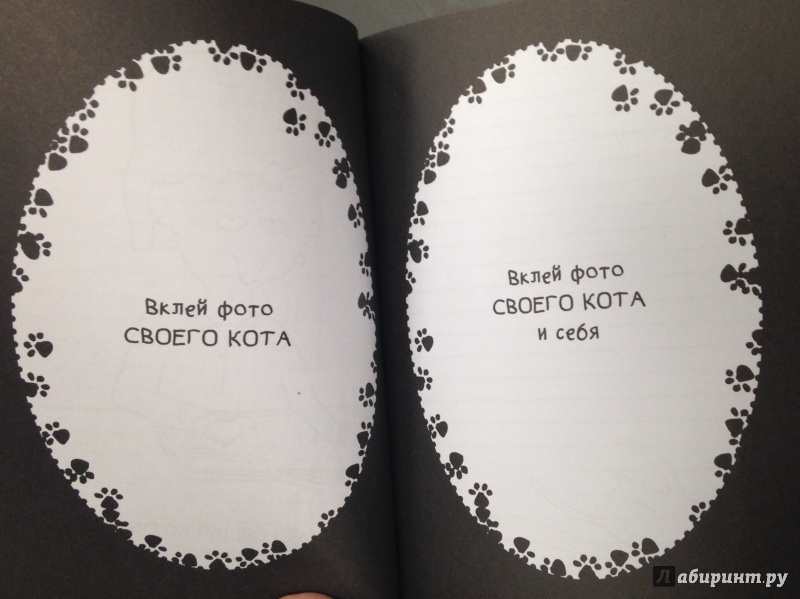 Вклей фото
СВОЕГО КОТА
Вклей фото
СВОЕГО КОТА
и себя
Лабиринт.ру